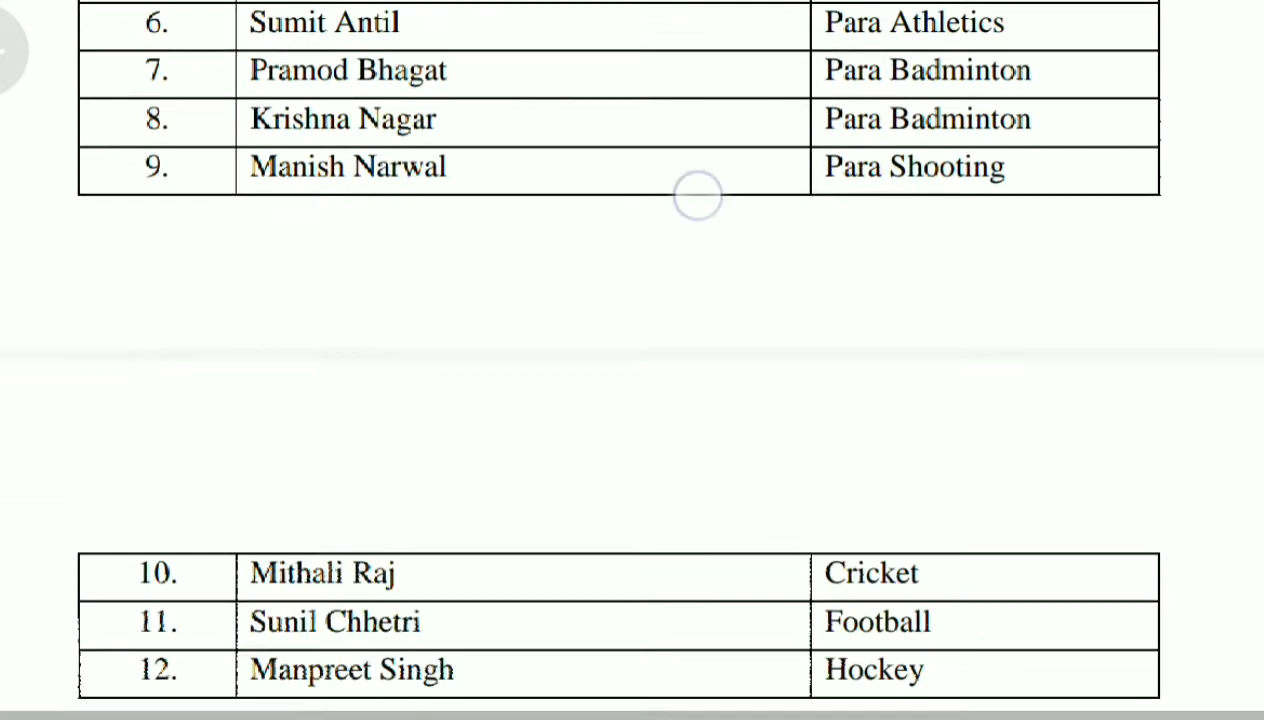 6. Sumit Antil Para Athletics
7. Pramod Bhagat Para Badminton
8. Krishna Nagar Para Badminton
9. Manish Narwal Para Shooting
10. Mithali Raj Cricket
11. Sunil Chhetri Football
12. Manpreet Singh Hockey